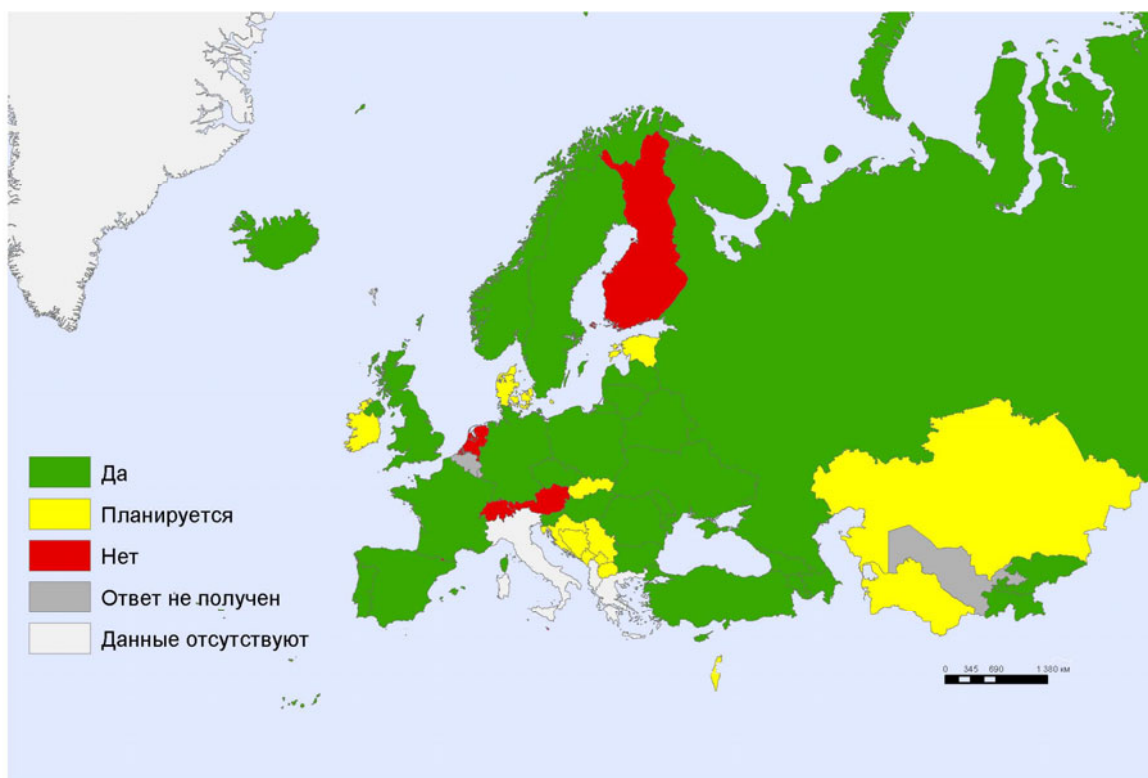 Да
Планируется
Нет
Ответ не получен
Данные отсутствуют
0 345 690 1 380 км